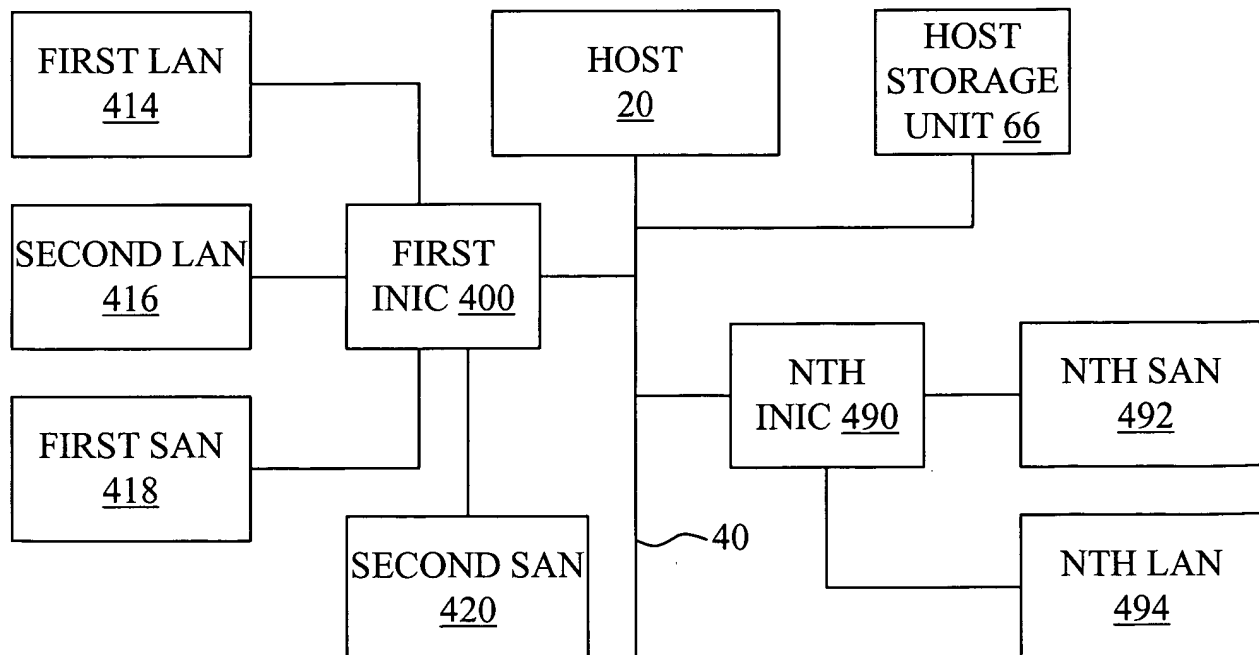 FIRST LAN
414
HOST
20
HOST
STORAGE
UNIT 66
SECOND LAN
416
FIRST
INIC 400
FIRST SAN
418
NTH
INIC 490
NTH SAN
492
SECOND SAN
420
40
NTH LAN
494